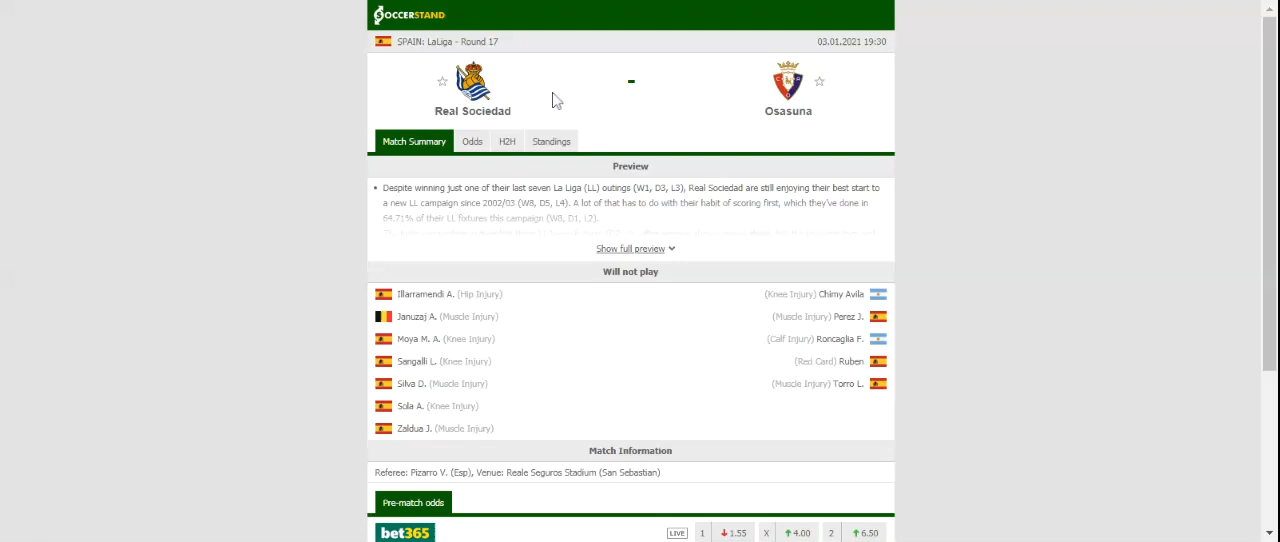 SOCCERSTAND
SPAIN: LaLiga - Round 17 03.01.2021 19:30
-
Real Sociedad Osasuna
Match Summary Odds H2H Standings
Preview
• Despite winning just one of their last seven La Liga (LL) outings (W1, D3, L3), Real Sociedad are still enjoying their best start to
a new LL campaign since 2002/03 (W8, D5, L4). A lot of that has to do with their habit of scoring first, which they've done in
64.71% of their LL fixtures this campaign (W8, D1, L2).
Show full preview
Will not play
Illarramendi A. (Hip Injury) (Knee Injury) Chimy Avila
Januzaj A. (Muscle Injury) (Muscle Injury) Perez J.
Moya M. A. (Knee Injury) (Calf Injury) Roncaglia F.
Sangalli L. (Knee Injury) (Red Card) Ruben
Silva D. (Muscle Injury) (Muscle Injury) Torro L.
Sola A. (Knee Injury)
Zaldua J. (Muscle Injury)
Match Information
Referee: Pizarro V. (Esp), Venue: Reale Seguros Stadium (San Sebastian)
Pre-match odds
bet365 LIVE 1 1.55 X 4.00 2 6.50